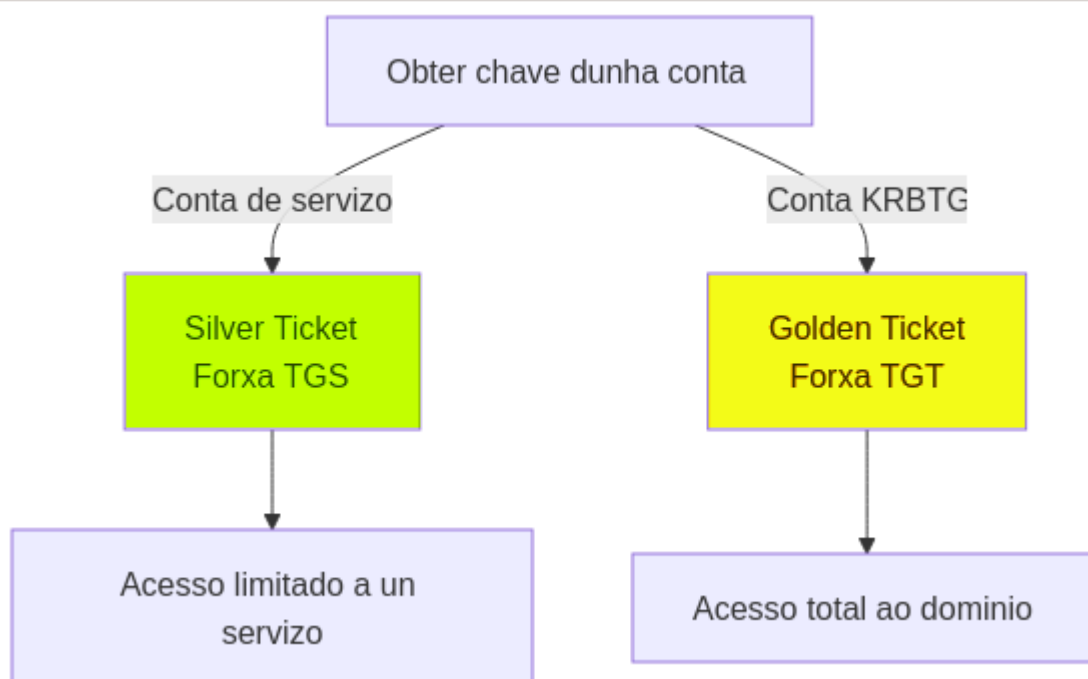 Obter chave dunha conta
Conta de servizo
Conta KRBTG
Silver Ticket
Forxa TGS
Golden Ticket
Forxa TGT
Acesso limitado a un
servizo
Acesso total ao dominio